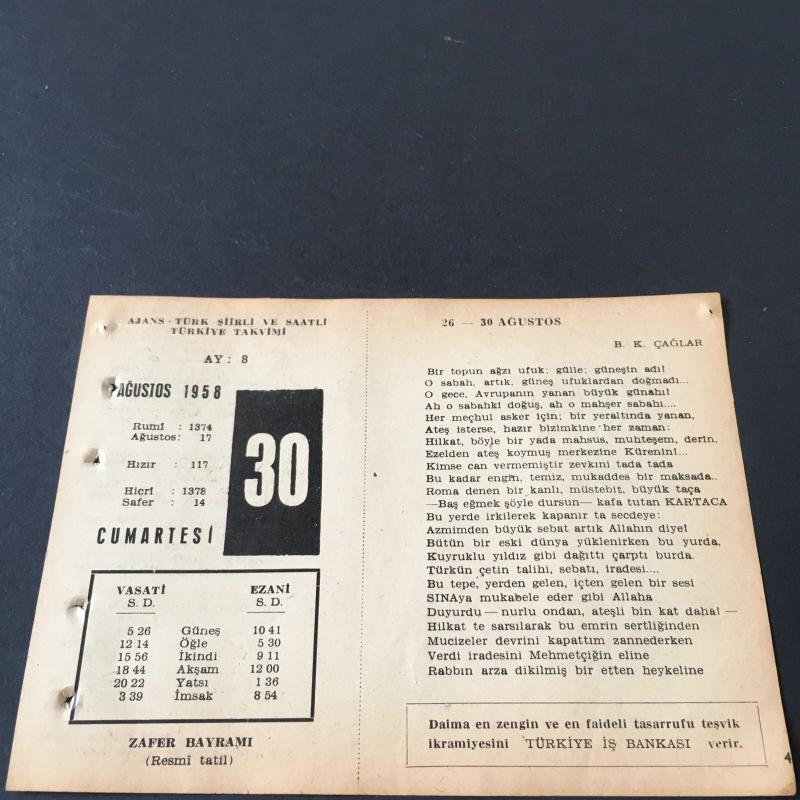 AJANS - TÜRK ŞİİRLİ VE SAATLİ
TÜRKİYE TAKVİMİ
AY : 8
AĞUSTOS 1958
Rumî : 1374
Ağustos: 17
Hızır : 117
Hicrî : 1378
Safer : 14
30
CUMARTESİ
VASATİ EZANİ
S. D. S. D.
5 26 Güneş 10 41
12 14 Öğle 5 30
15 56 İkindi 9 11
18 44 Akşam 12 00
20 22 Yatsı 1 36
3 39 İmsak 8 54
ZAFER BAYRAMI
(Resmî tatil)
26 — 30 AĞUSTOS
B. K. ÇAĞLAR
Bir topun ağzı ufuk; gülle; güneşin adı!
O sabah, artık, güneş ufuklardan doğmadı...
O gece, Avrupanın yanan büyük günahı!
Ah o sabahki doğuş, ah o mahşer sabahı....
Her meçhul asker için; bir yeraltında yanan,
Ateş isterse, hazır bizimkine her zaman:
Hilkat, böyle bir yada mahsus, muhteşem, derin,
Ezelden ateş koymuş merkezine Kürenin!...
Kimse can vermemiştir zevkını tada tada
Bu kadar engin, temiz, mukaddes bir maksada..
Roma denen bir kanlı, müstebit, büyük taça
—Baş eğmek şöyle dursun— kafa tutan KARTACA
Bu yerde irkilerek kapanır ta secdeye:
Azmimden büyük sebat artık Allahın diye!
Bütün bir eski dünya yüklenirken bu yurda,
Kuyruklu yıldız gibi dağıttı çarptı burda.
Türkün çetin talihi, sebatı, iradesi....
Bu tepe, yerden gelen, içten gelen bir sesi
SINAya mukabele eder gibi Allaha
Duyurdu — nurlu ondan, ateşli bin kat daha! —
Hilkat te sarsılarak bu emrin sertliğinden
Mucizeler devrini kapattım zannederken
Verdi iradesini Mehmetçiğin eline
Rabbın arza dikilmiş bir etten heykeline
Daima en zengin ve en faideli tasarrufu teşvik
ikramiyesini TÜRKİYE İŞ BANKASI verir.
4